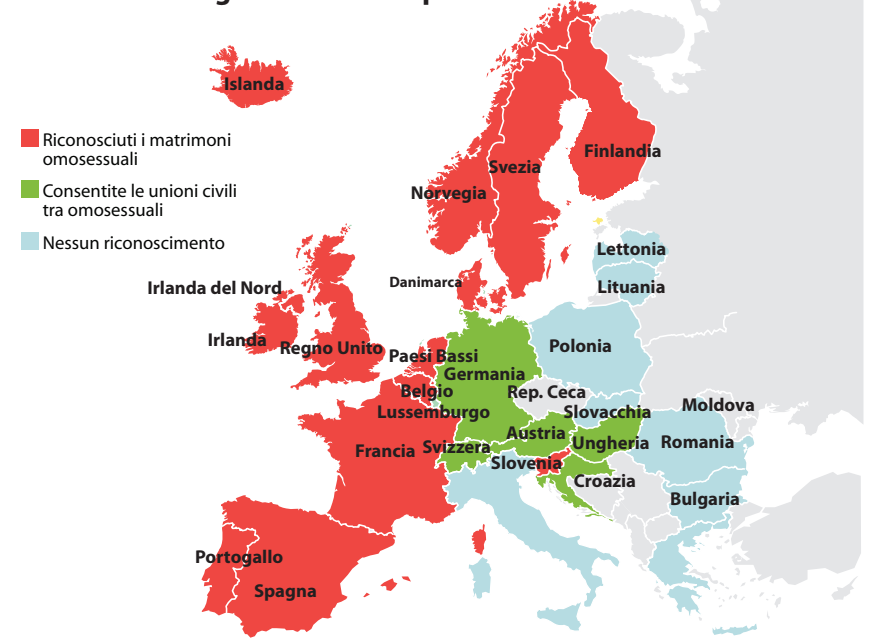 Islanda
Riconosciuti i matrimoni
omosessuali
Consentite le unioni civili
tra omosessuali
Nessun riconoscimento
Finlandia
Svezia
Norvegia
Lettonia
Danimarca
Lituania
Irlanda del Nord
Irlanda
Regno Unito
Polonia
Paesi Bassi
Germania
Belgio
Rep. Ceca
Lussemburgo
Slovacchia
Moldova
Francia
Svizzera
Austria
Ungheria
Romania
Slovenia
Croazia
Bulgaria
Portogallo
Spagna